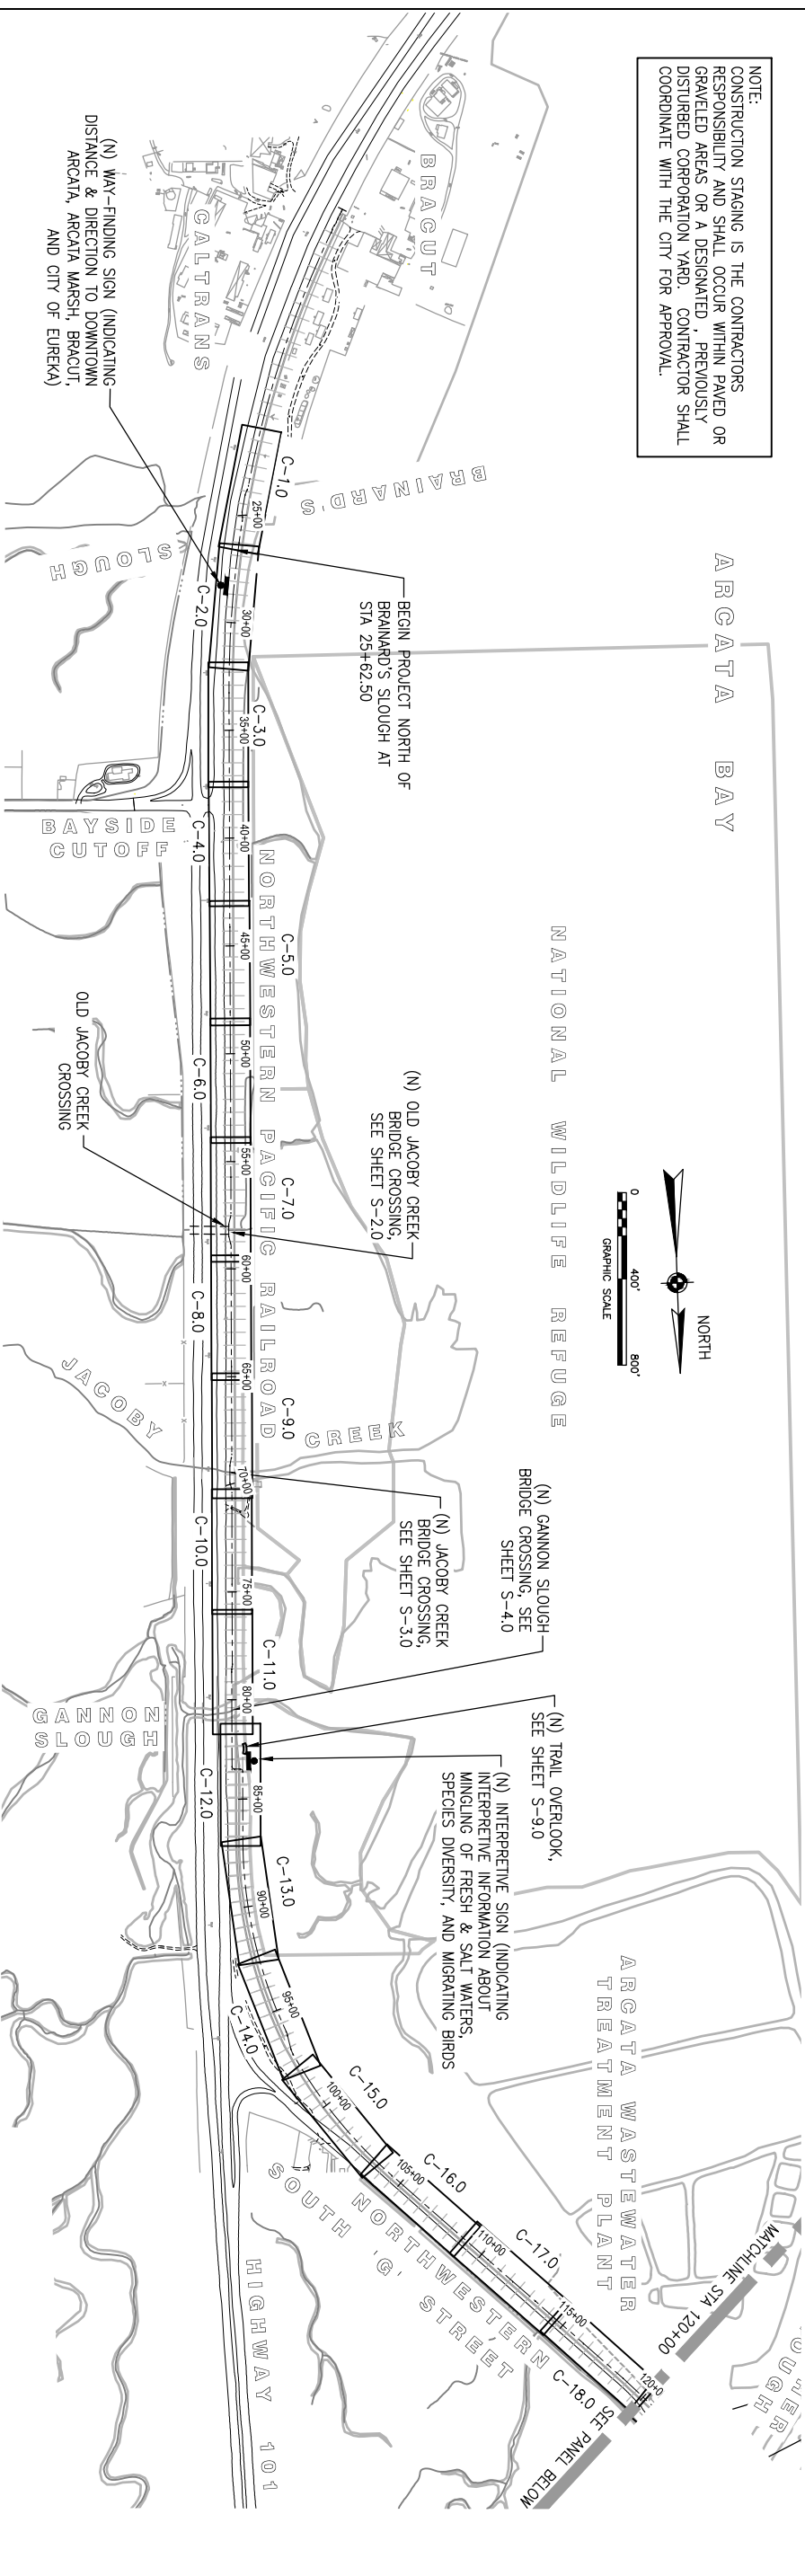 NOTE:
CONSTRUCTION STAGING IS THE CONTRACTORS
RESPONSIBILITY AND SHALL OCCUR WITHIN PAVED OR
GRAVELED AREAS OR A DESIGNATED , PREVIOUSLY
DISTURBED CORPORATION YARD.  CONTRACTOR SHALL
COORDINATE WITH THE CITY FOR APPROVAL.
BRACUT
CALTRANS
(N) WAY-FINDING SIGN (INDICATING
DISTANCE & DIRECTION TO DOWNTOWN
ARCATA, ARCATA MARSH, BRACUT,
AND CITY OF EUREKA)
BRAINARD'S
SLOUGH
ARCATA BAY
BEGIN PROJECT NORTH OF
BRAINARD'S SLOUGH AT
STA 25+62.50
C-1.0
25+00
C-2.0
30+00
C-3.0
35+00
BAYSIDE
CUTOFF
C-4.0
40+00
NORTHWESTERN PACIFIC RAILROAD
C-5.0
45+00
50+00
C-6.0
NATIONAL WILDLIFE REFUGE
OLD JACOBY CREEK
CROSSING
(N) OLD JACOBY CREEK
BRIDGE CROSSING,
SEE SHEET S-2.0
55+00
C-7.0
60+00
C-8.0
65+00
C-9.0
0
400'
800'
GRAPHIC SCALE
NORTH
JACOBY
CREEK
70+00
(N) JACOBY CREEK
BRIDGE CROSSING,
SEE SHEET S-3.0
C-10.0
75+00
C-11.0
(N) GANNON SLOUGH
BRIDGE CROSSING, SEE
SHEET S-4.0
80+00
GANNON
SLOUGH
(N) TRAIL OVERLOOK,
SEE SHEET S-9.0
(N) INTERPRETIVE SIGN (INDICATING
INTERPRETIVE INFORMATION ABOUT
MINGLING OF FRESH & SALT WATERS,
SPECIES DIVERSITY, AND MIGRATING BIRDS
C-12.0
85+00
C-13.0
90+00
95+00
C-14.0
100+00
C-15.0
105+00
C-16.0
110+00
C-17.0
115+00
C-18.0
120+0
ARCATA WASTEWATER
TREATMENT PLANT
NORTHWESTERN
SOUTH 'G' STREET
HIGHWAY 101
MATCHLINE STA 120+00
SEE PANEL BELOW